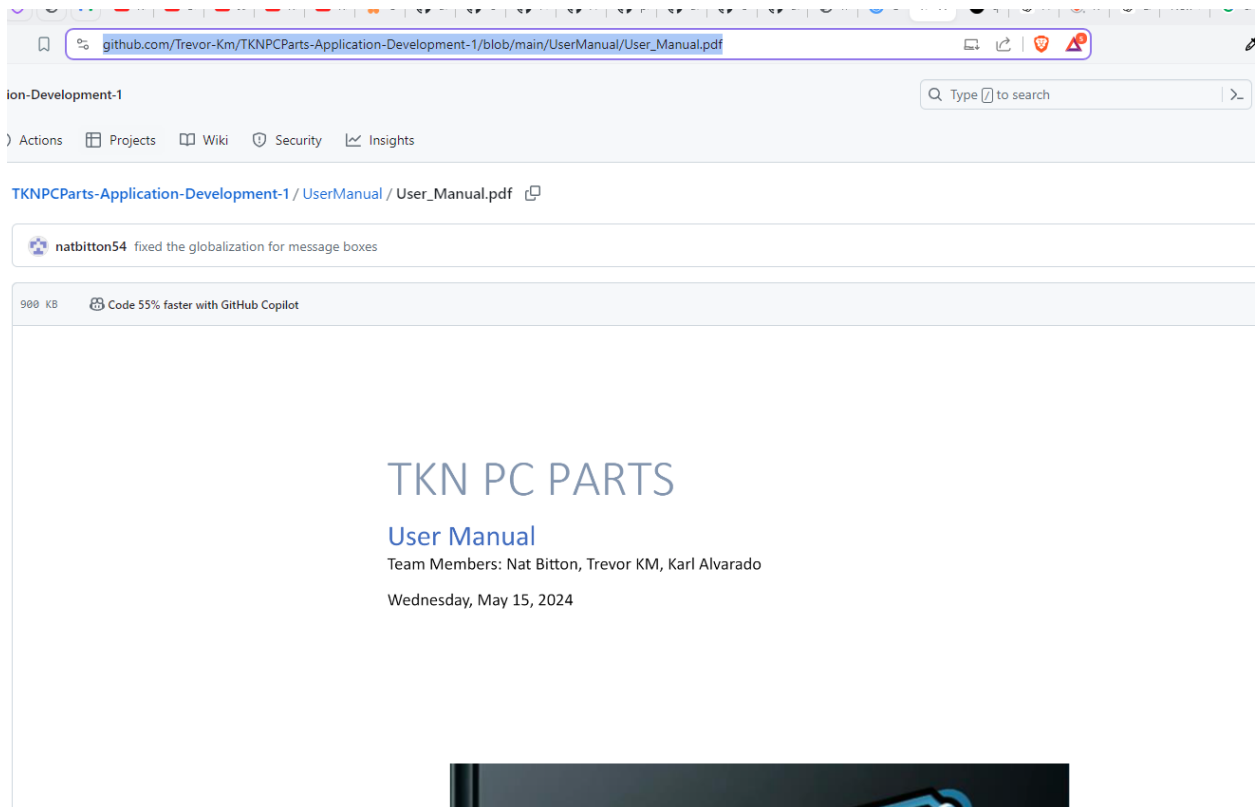 github.com/Trevor-Km/TKNPCParts-Application-Development-1/blob/main/UserManual/User_Manual.pdf
5
ion-Development-1
Type / to search
Actions Projects Wiki Security Insights
TKNPCParts-Application-Development-1 / UserManual / User_Manual.pdf
natbitton54 fixed the globalization for message boxes
900 KB Code 55% faster with GitHub Copilot
TKN PC PARTS
User Manual
Team Members: Nat Bitton, Trevor KM, Karl Alvarado
Wednesday, May 15, 2024